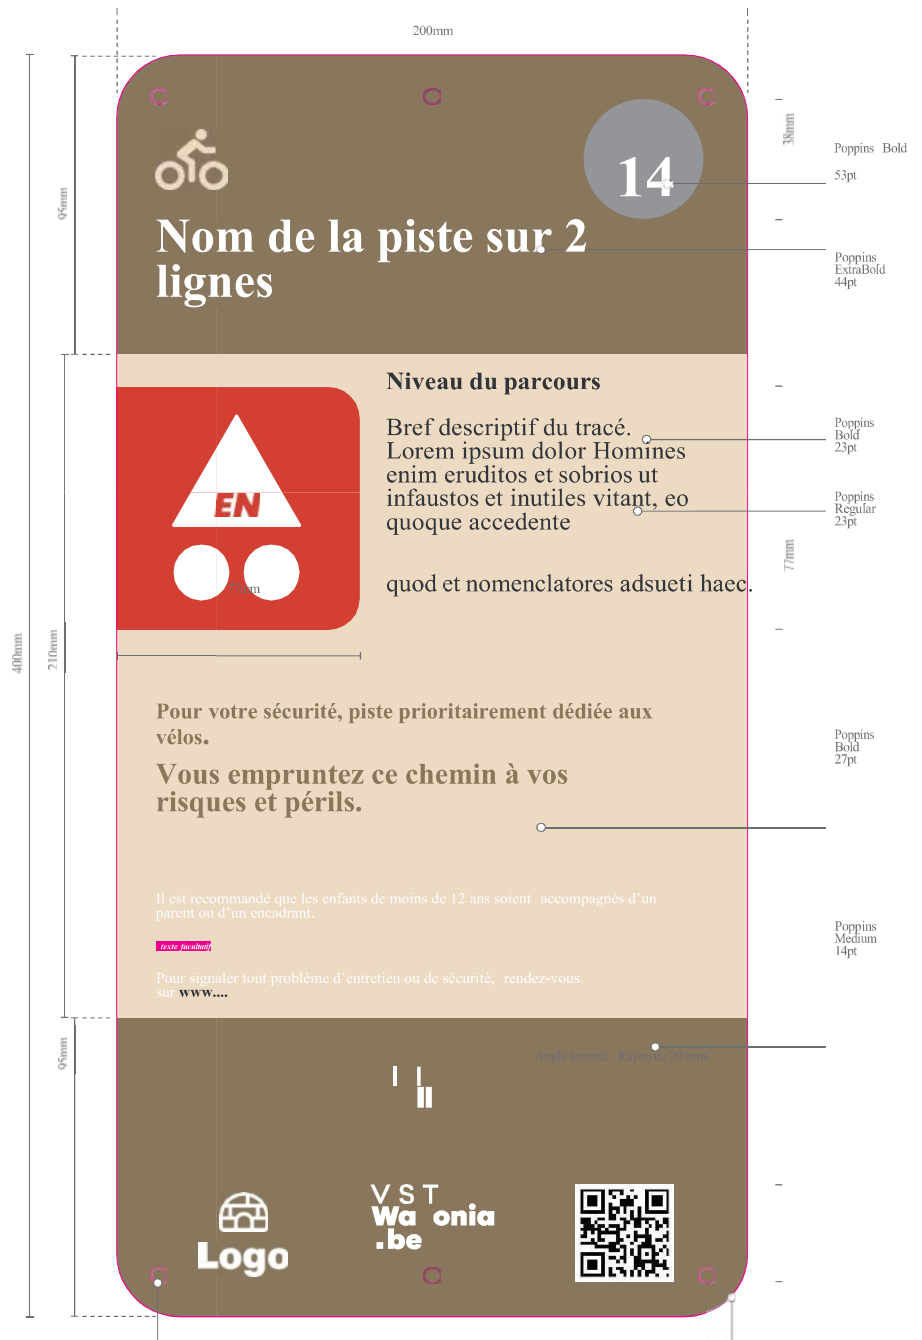 200mm
38mm
Poppins Bold
53pt
14
95mm
Nom de la piste sur 2
lignes
Poppins
ExtraBold
44pt
Niveau du parcours
Bref descriptif du tracé.
Lorem ipsum dolor Homines
enim eruditos et sobrios ut
infaustos et inutiles vitant, eo
quoque accedente
quod et nomenclatores adsueti haec.
Poppins
Bold
23pt
Poppins
Regular
23pt
EN
77mm
400mm
210mm
Pour votre sécurité, piste prioritairement dédiée aux
vélos.
Vous empruntez ce chemin à vos
risques et périls.
Poppins
Bold
27pt
Il est recommandé que les enfants de moins de 12 ans soient accompagnés d'un
parent ou d'un encadrant.
texte facultatif
Pour signaler tout problème d'entretien ou de sécurité, rendez-vous
sur www....
Poppins
Medium
14pt
95mm
Angle arrondi Rayon de 20 mm
VST
Wa onia
.be
Logo